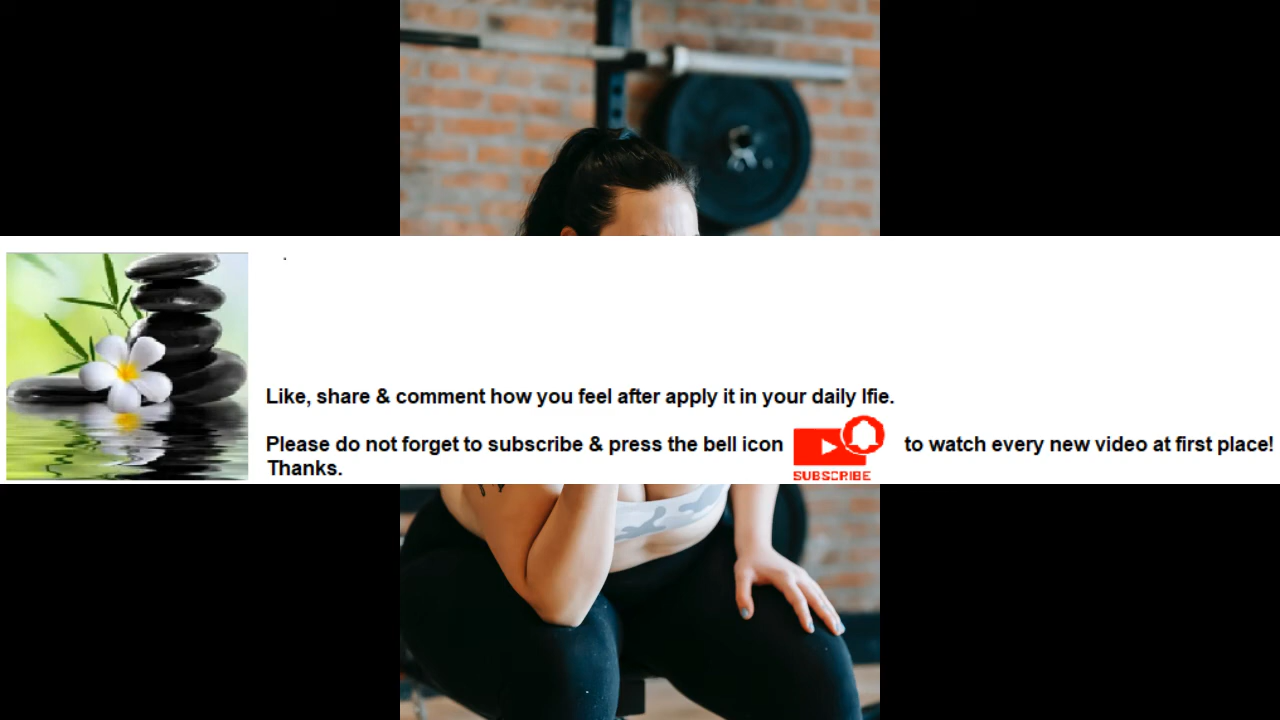 Like, share & comment how you feel after apply it in your daily lfie.
Please do not forget to subscribe & press the bell icon SUBSCRIBE to watch every new video at first place!
Thanks.